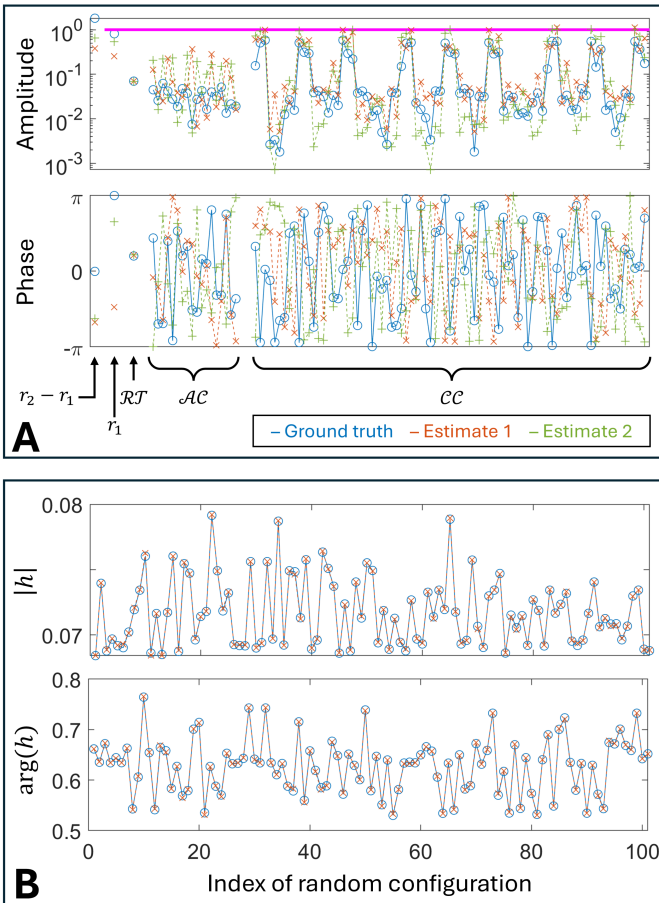 Amplitude
10⁰
10⁻¹
10⁻²
10⁻³
Phase
π
0
-π
r₂ − r₁
r₁
ℛ𝒯
𝒜𝒞
𝒞𝒞
A
– Ground truth – Estimate 1 – Estimate 2
|h|
0.08
0.07
arg(h)
0.8
0.7
0.6
0.5
0 20 40 60 80 100
Index of random configuration
B